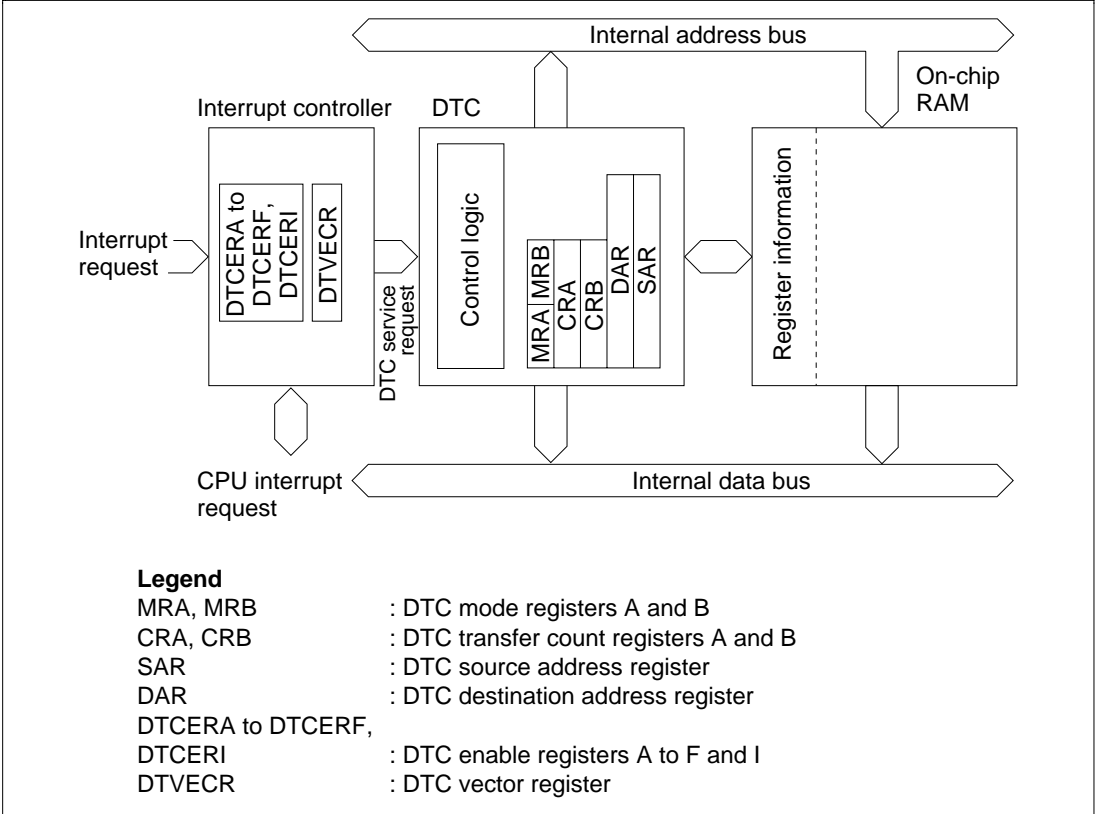 Internal address bus
On-chip
RAM
Interrupt controller
DTC
Interrupt
request
DTCERA to
DTCERF,
DTCERI
DTVECR
DTC service
request
Control logic
MRA
MRB
CRA
CRB
DAR
SAR
Register information
CPU interrupt
request
Internal data bus
Legend
MRA, MRB : DTC mode registers A and B
CRA, CRB : DTC transfer count registers A and B
SAR : DTC source address register
DAR : DTC destination address register
DTCERA to DTCERF,
DTCERI : DTC enable registers A to F and I
DTVECR : DTC vector register